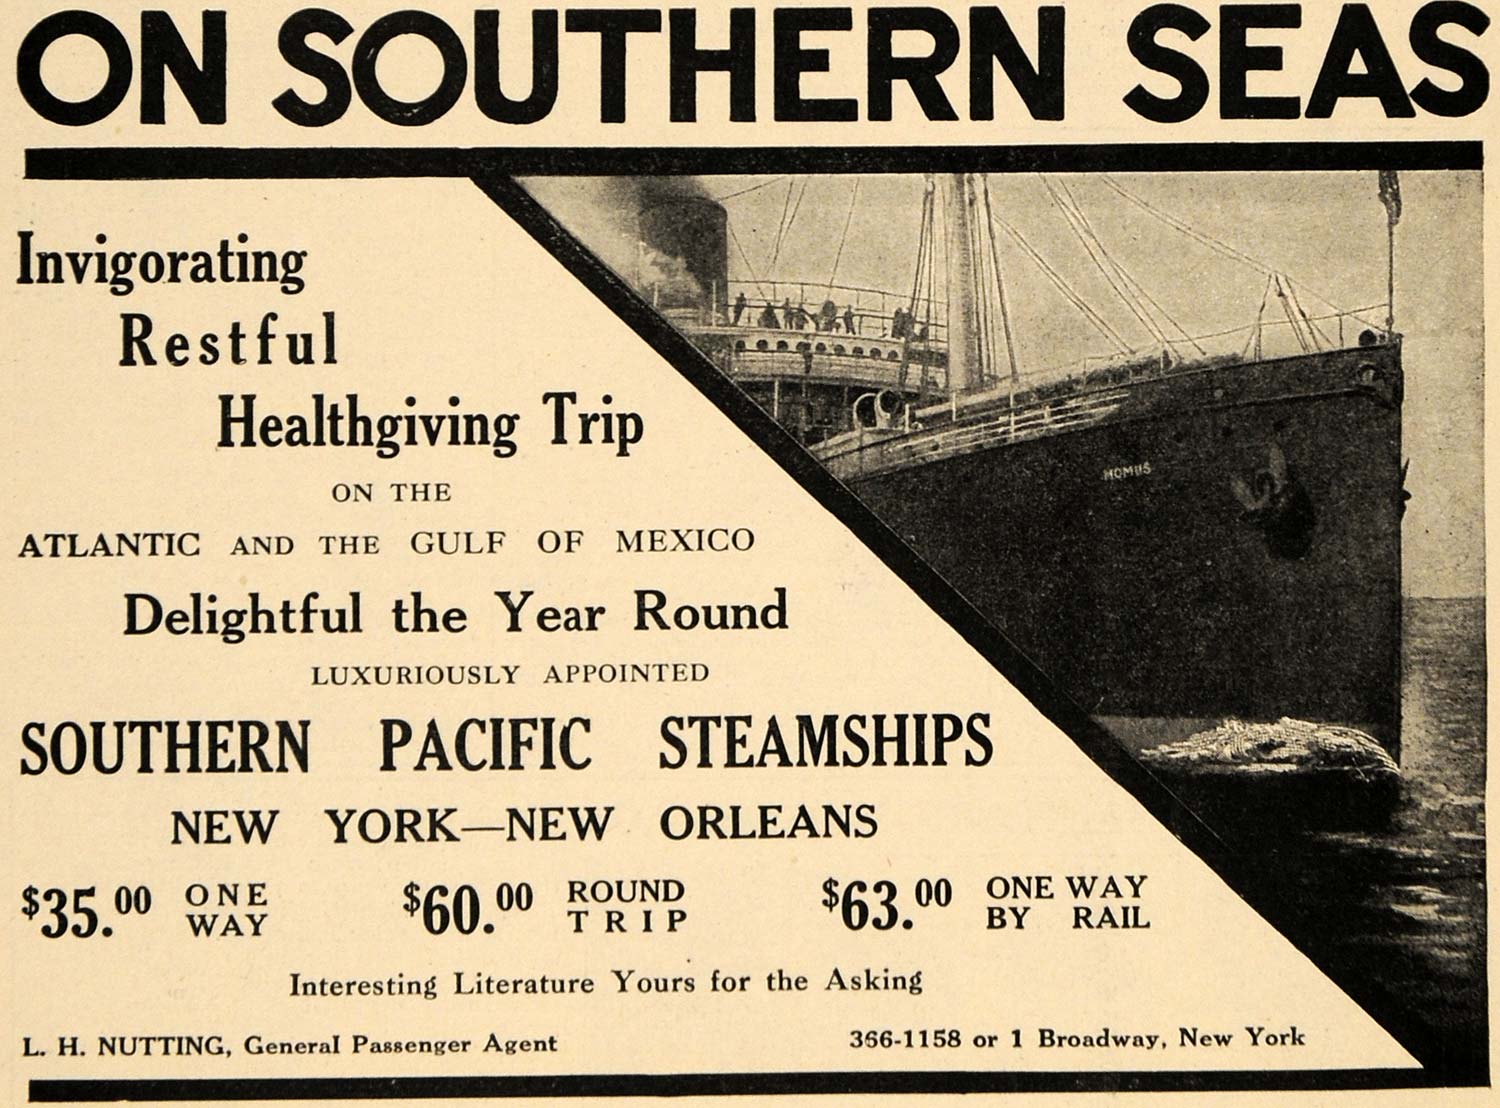 ON SOUTHERN SEAS
Invigorating
Restful
Healthgiving Trip
ON THE
ATLANTIC AND THE GULF OF MEXICO
Delightful the Year Round
LUXURIOUSLY APPOINTED
SOUTHERN PACIFIC STEAMSHIPS
NEW YORK—NEW ORLEANS
$35.00 ONE WAY
$60.00 ROUND TRIP
$63.00 ONE WAY BY RAIL
Interesting Literature Yours for the Asking
L. H. NUTTING, General Passenger Agent
366-1158 or 1 Broadway, New York
MOMUS